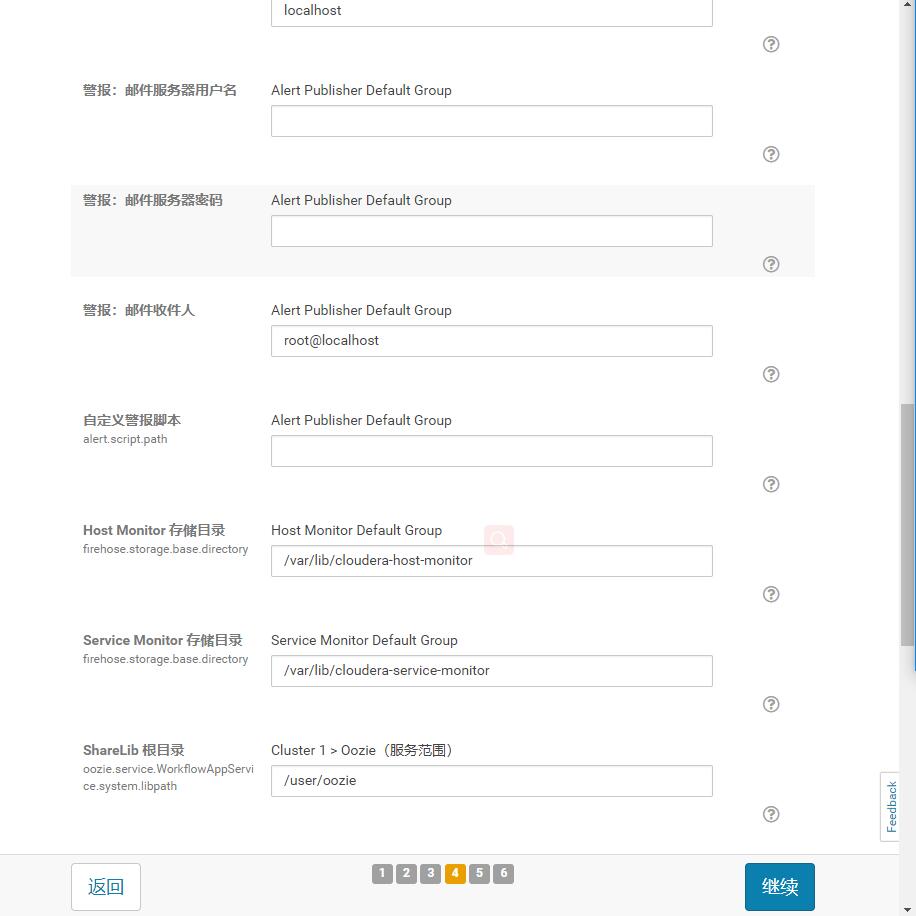 localhost
警报：邮件服务器用户名
Alert Publisher Default Group
警报：邮件服务器密码
Alert Publisher Default Group
警报：邮件收件人
Alert Publisher Default Group
root@localhost
自定义警报脚本
alert.script.path
Alert Publisher Default Group
Host Monitor 存储目录
firehose.storage.base.directory
Host Monitor Default Group
/var/lib/cloudera-host-monitor
Service Monitor 存储目录
firehose.storage.base.directory
Service Monitor Default Group
/var/lib/cloudera-service-monitor
ShareLib 根目录
oozie.service.WorkflowAppServi
ce.system.libpath
Cluster 1 > Oozie（服务范围）
/user/oozie
Feedback
返回
1 2 3 4 5 6
继续